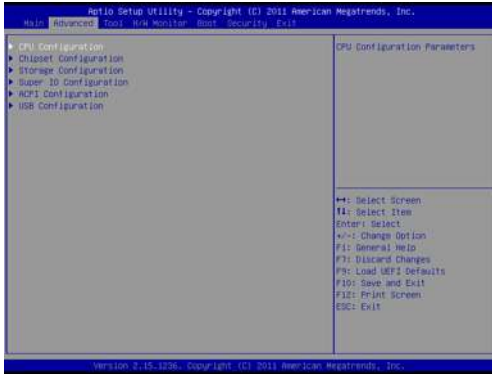 Aptio Setup Utility - Copyright (C) 2011 American Megatrends, Inc.
Main Advanced Tool H/W Monitor Boot Security Exit
CPU Configuration
Chipset Configuration
Storage Configuration
Super IO Configuration
ACPI Configuration
USB Configuration
CPU Configuration Parameters
↔: Select Screen
↑↓: Select Item
Enter: Select
+/-: Change Option
F1: General Help
F7: Discard Changes
F9: Load UEFI Defaults
F10: Save and Exit
F12: Print Screen
ESC: Exit
Version 2.15.1236. Copyright (C) 2011 American Megatrends, Inc.